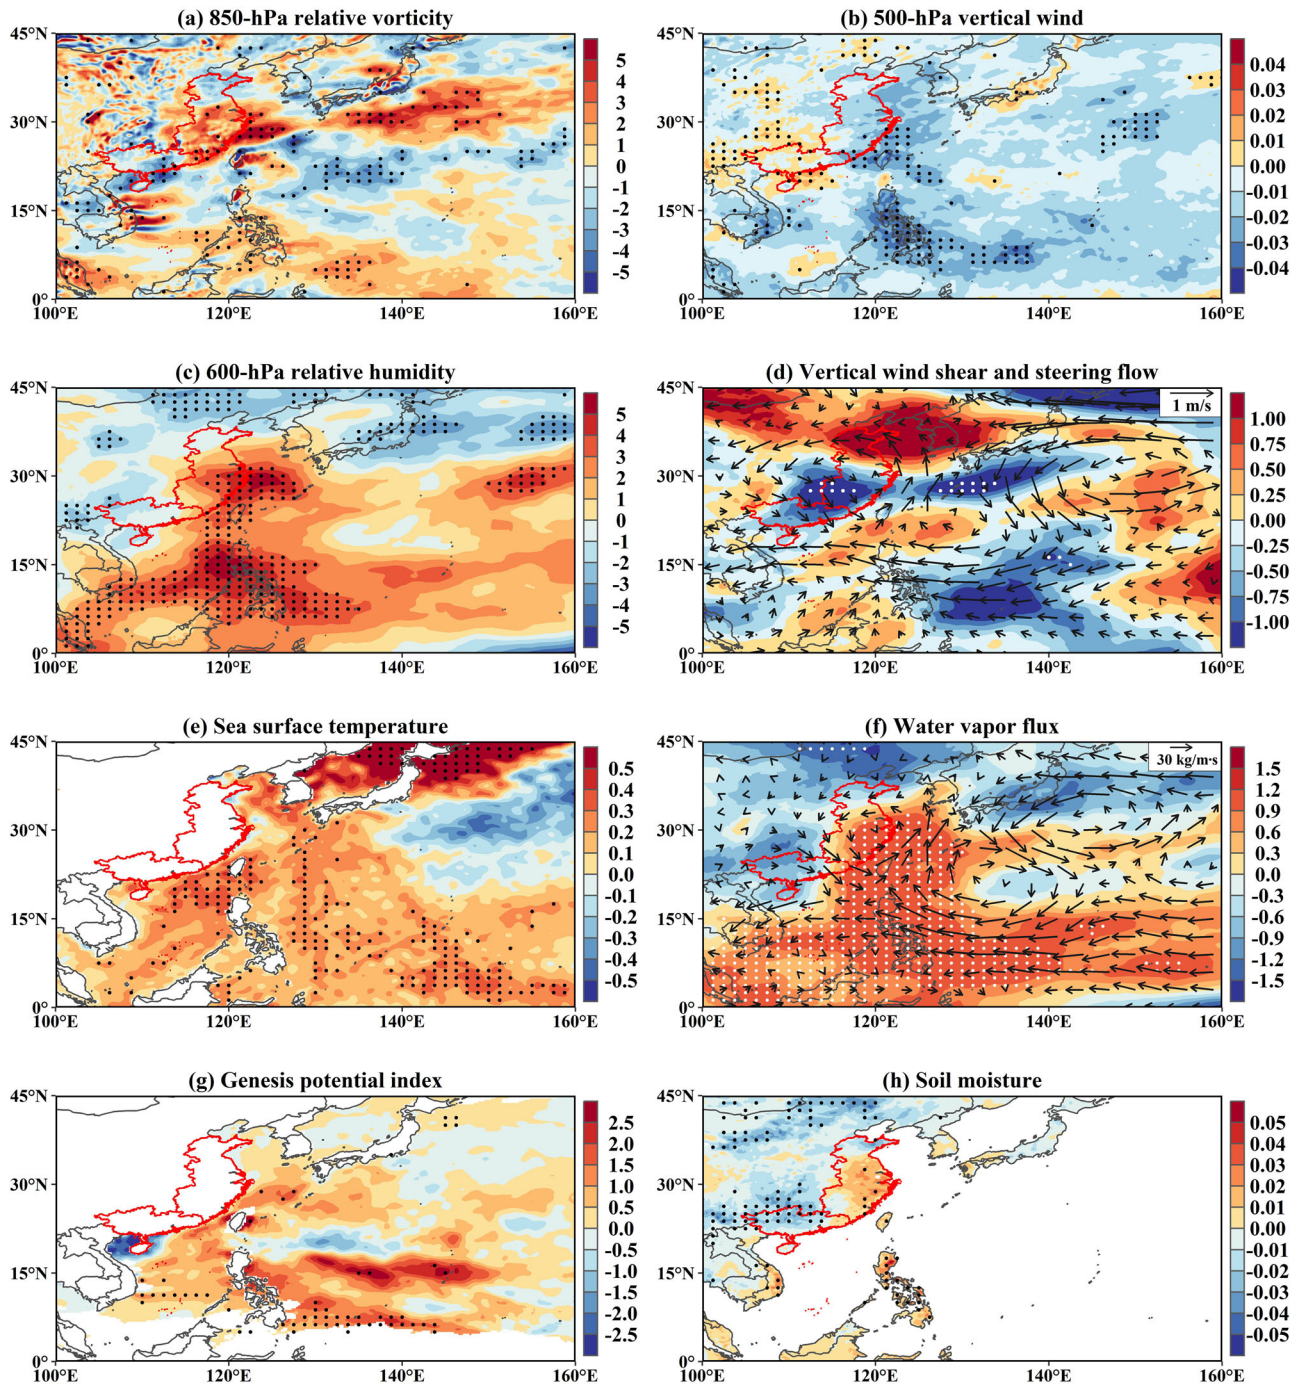 (a) 850-hPa relative vorticity
45°N
30°N
15°N
0°
100°E
120°E
140°E
160°E
5
4
3
2
1
0
-1
-2
-3
-4
-5
(b) 500-hPa vertical wind
45°N
30°N
15°N
0°
100°E
120°E
140°E
160°E
0.04
0.03
0.02
0.01
0.00
-0.01
-0.02
-0.03
-0.04
(c) 600-hPa relative humidity
45°N
30°N
15°N
0°
100°E
120°E
140°E
160°E
5
4
3
2
1
0
-1
-2
-3
-4
-5
(d) Vertical wind shear and steering flow
1 m/s
45°N
30°N
15°N
0°
100°E
120°E
140°E
160°E
1.00
0.75
0.50
0.25
0.00
-0.25
-0.50
-0.75
-1.00
(e) Sea surface temperature
45°N
30°N
15°N
0°
100°E
120°E
140°E
160°E
0.5
0.4
0.3
0.2
0.1
0.0
-0.1
-0.2
-0.3
-0.4
-0.5
(f) Water vapor flux
30 kg/m·s
45°N
30°N
15°N
0°
100°E
120°E
140°E
160°E
1.5
1.2
0.9
0.6
0.3
0.0
-0.3
-0.6
-0.9
-1.2
-1.5
(g) Genesis potential index
45°N
30°N
15°N
0°
100°E
120°E
140°E
160°E
2.5
2.0
1.5
1.0
0.5
0.0
-0.5
-1.0
-1.5
-2.0
-2.5
(h) Soil moisture
45°N
30°N
15°N
0°
100°E
120°E
140°E
160°E
0.05
0.04
0.03
0.02
0.01
0.00
-0.01
-0.02
-0.03
-0.04
-0.05